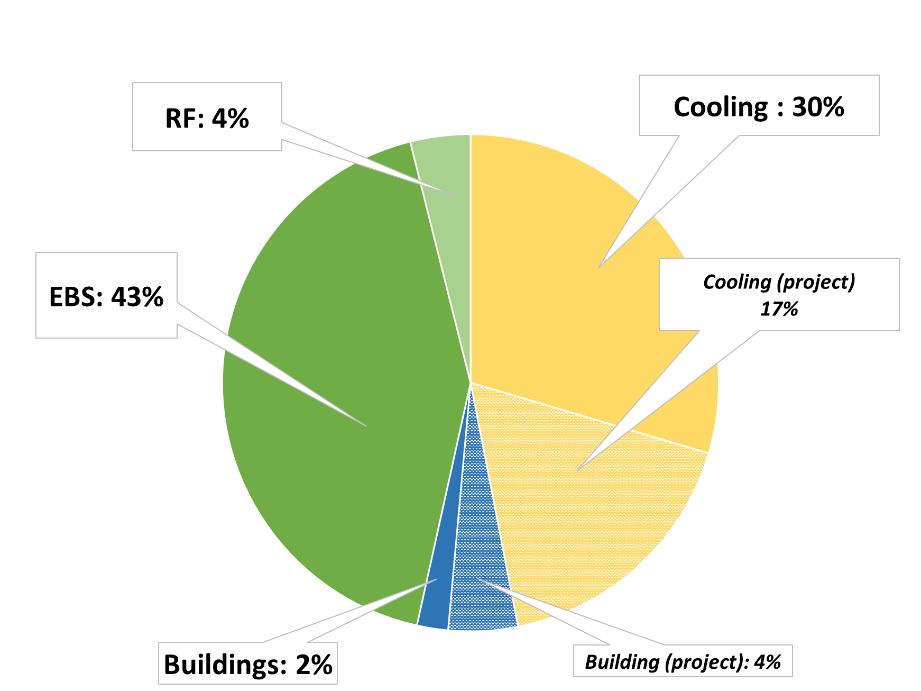 Cooling : 30%
RF: 4%
Cooling (project)
17%
EBS: 43%
Building (project): 4%
Buildings: 2%